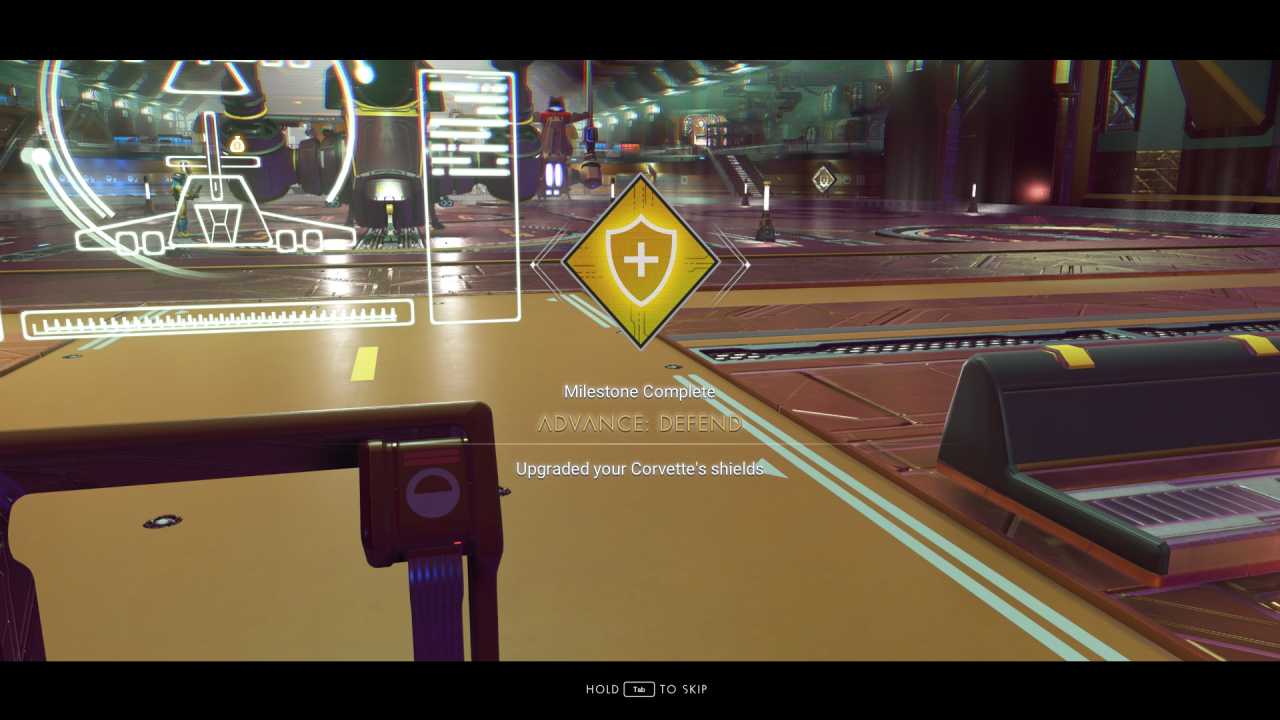 Milestone Complete
ADVANCE: DEFEND
Upgraded your Corvette's shields
HOLD Tab TO SKIP